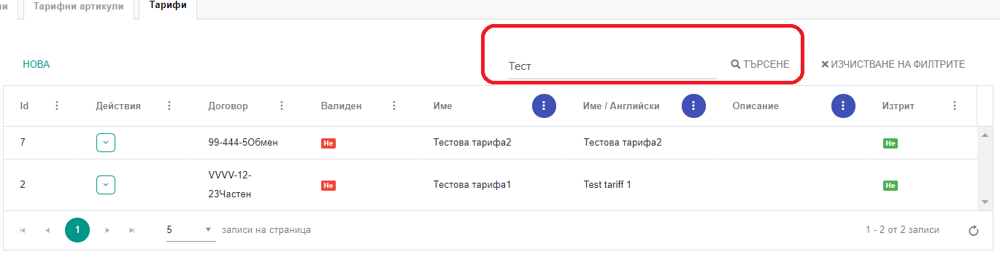 ли Тарифни артикули Тарифи
НОВА Тест ТЪРСЕНЕ ИЗЧИСТВАНЕ НА ФИЛТРИТЕ
Id Действия Договор Валиден Име Име / Английски Описание Изтрит
7 99-444-5Обмен Не Тестова тарифа2 Тестова тарифа2 Не
VVVV-12-
2 23Частен Не Тестова тарифа1 Test tariff 1 Не
1 5 записи на страница 1 - 2 от 2 записи